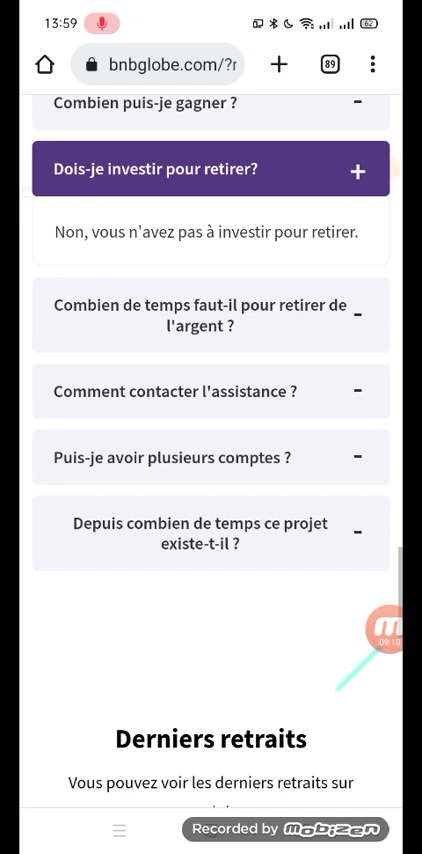 13:59
62
bnbglobe.com/?r
89
Combien puis-je gagner ?
Dois-je investir pour retirer?
Non, vous n'avez pas à investir pour retirer.
Combien de temps faut-il pour retirer de
l'argent ?
Comment contacter l'assistance ?
Puis-je avoir plusieurs comptes ?
Depuis combien de temps ce projet
existe-t-il ?
09:10
Derniers retraits
Vous pouvez voir les derniers retraits sur
Recorded by mobizen